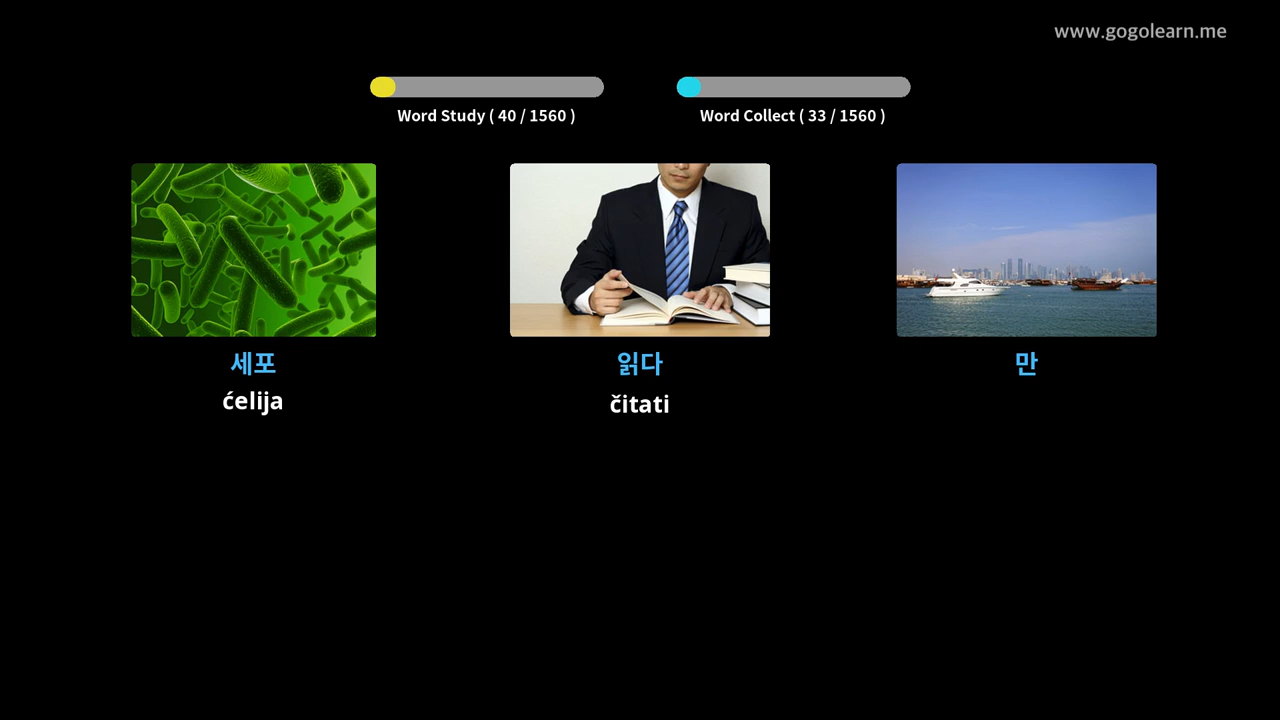 www.gogolearn.me
Word Study ( 40 / 1560 )
Word Collect ( 33 / 1560 )
세포
ćelija
읽다
čitati
만